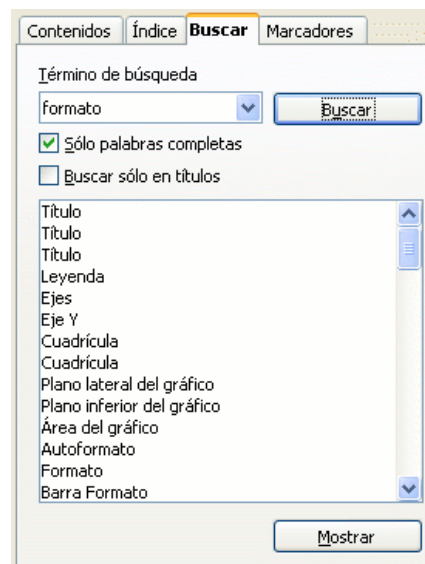 Contenidos Índice Buscar Marcadores
Término de búsqueda
formato Buscar
Sólo palabras completas
Buscar sólo en títulos
Título
Título
Título
Leyenda
Ejes
Eje Y
Cuadrícula
Cuadrícula
Plano lateral del gráfico
Plano inferior del gráfico
Área del gráfico
Autoformato
Formato
Barra Formato
Mostrar